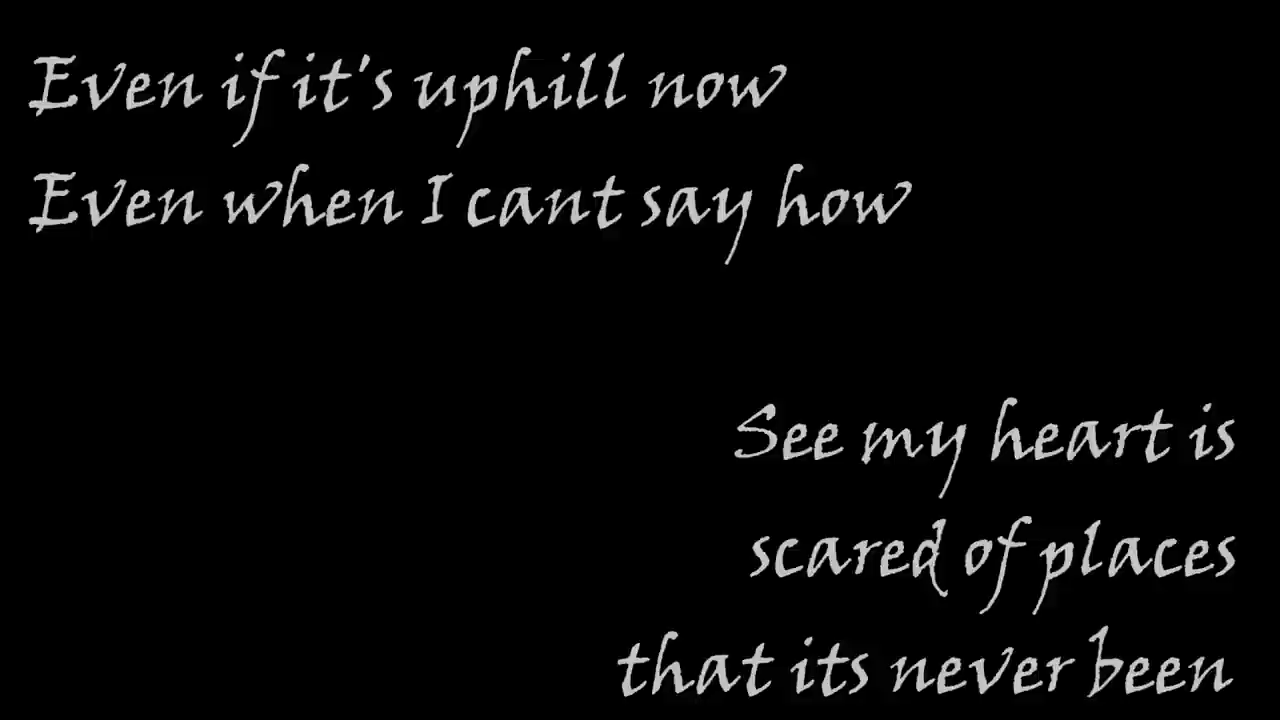 Even if it's uphill now
Even when I cant say how
See my heart is
scared of places
that its never been